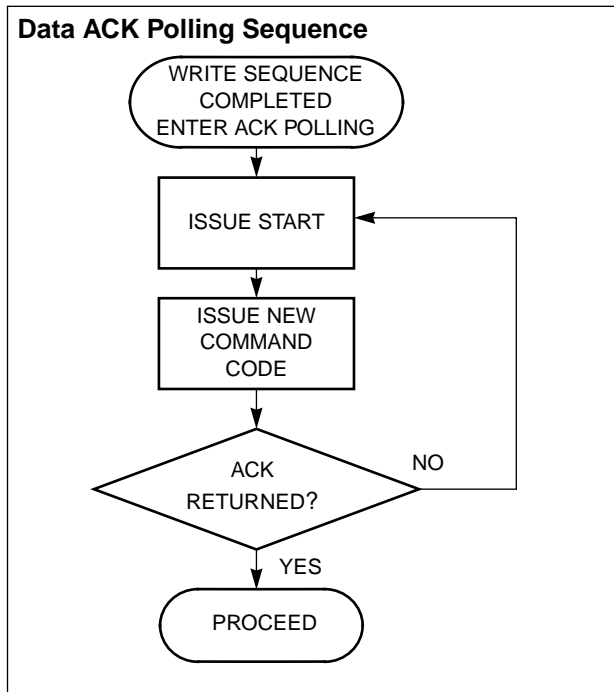 Data ACK Polling Sequence
WRITE SEQUENCE
COMPLETED
ENTER ACK POLLING
ISSUE START
ISSUE NEW
COMMAND
CODE
ACK
RETURNED?
NO
YES
PROCEED